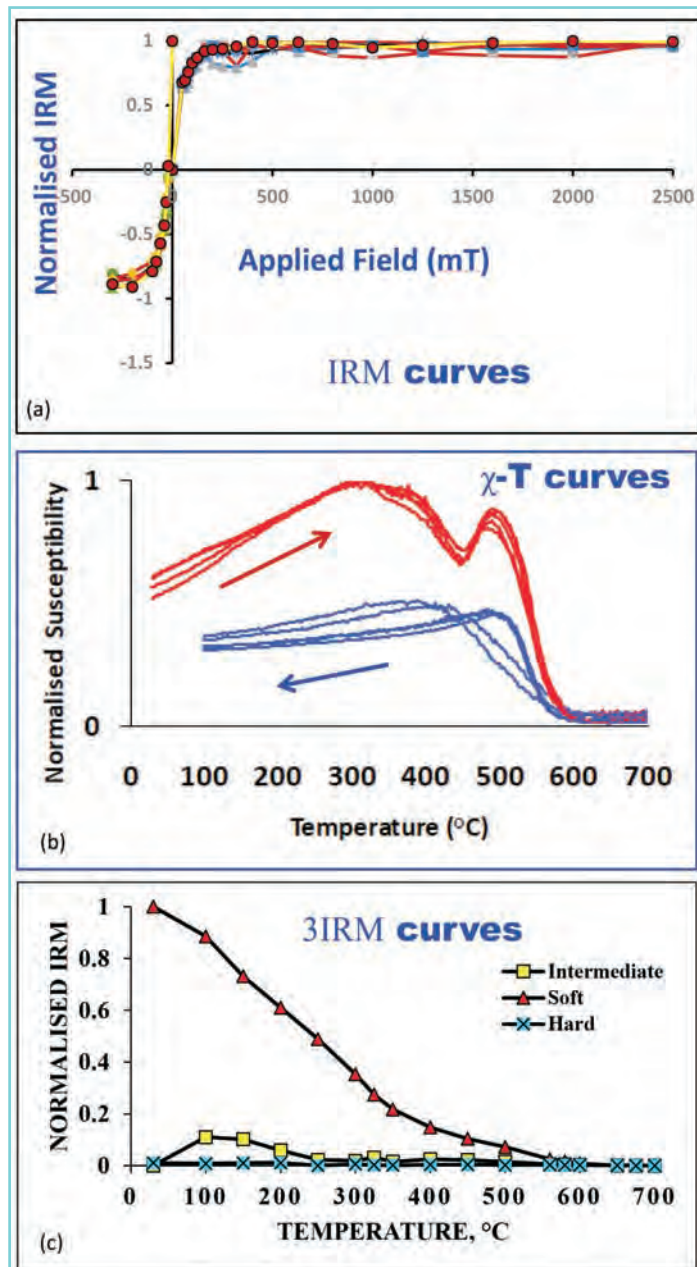 Normalised IRM
1
0.5
0
-0.5
-1
-1.5
500 0 500 1000 1500 2000 2500
Applied Field (mT)
IRM curves
(a)
Normalised Susceptibility
1
0
χ-T curves
0 100 200 300 400 500 600 700
Temperature (°C)
(b)
NORMALISED IRM
3IRM curves
1
0.8
0.6
0.4
0.2
0
Intermediate
Soft
Hard
0 100 200 300 400 500 600 700
TEMPERATURE, °C
(c)